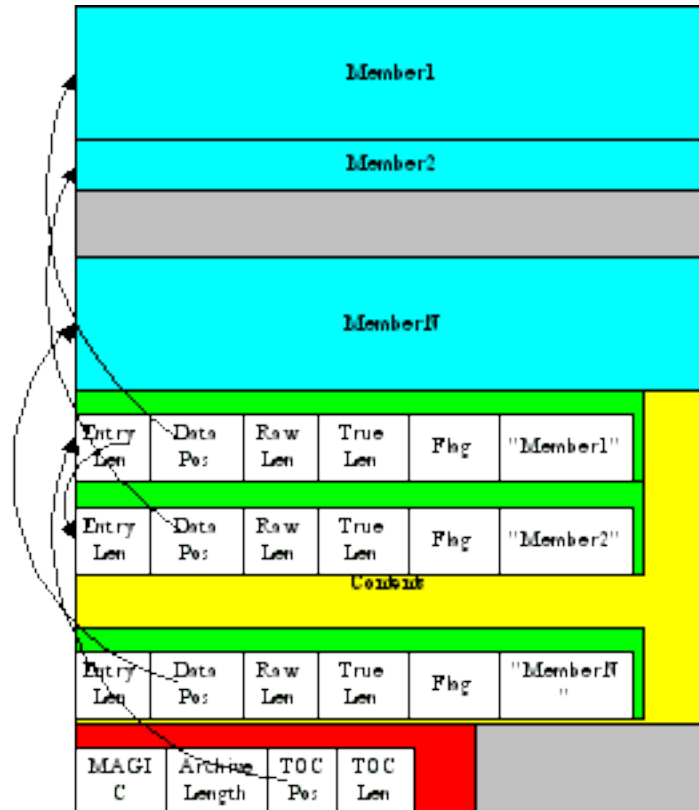 Member1
Member2
MemberN
Entry Len
Data Pos
Raw Len
True Len
Flag
"Member1"
Entry Len
Data Pos
Raw Len
True Len
Flag
"Member2"
Contents
Entry Len
Data Pos
Raw Len
True Len
Flag
"MemberN
"
MAGI
C
Archive
Length
TOC
Pos
TOC
Len